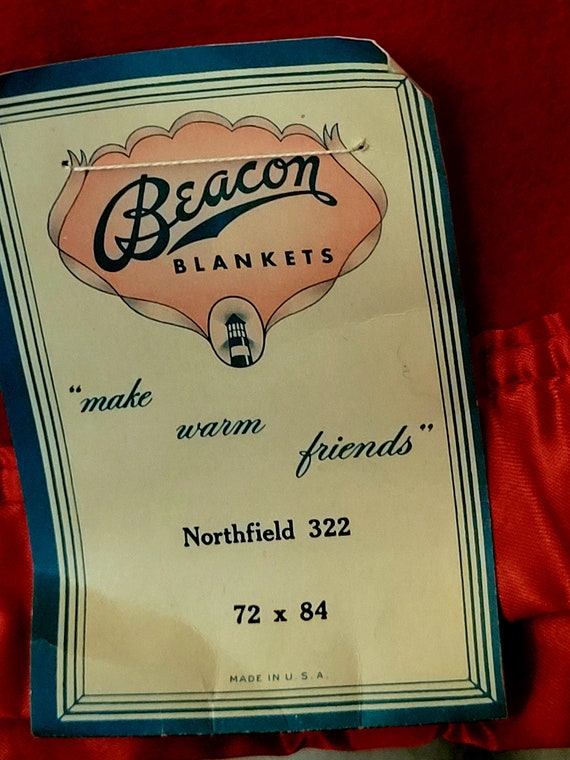 Beacon
BLANKETS
"make
warm
friends"
Northfield 322
72 x 84
MADE IN U. S. A.